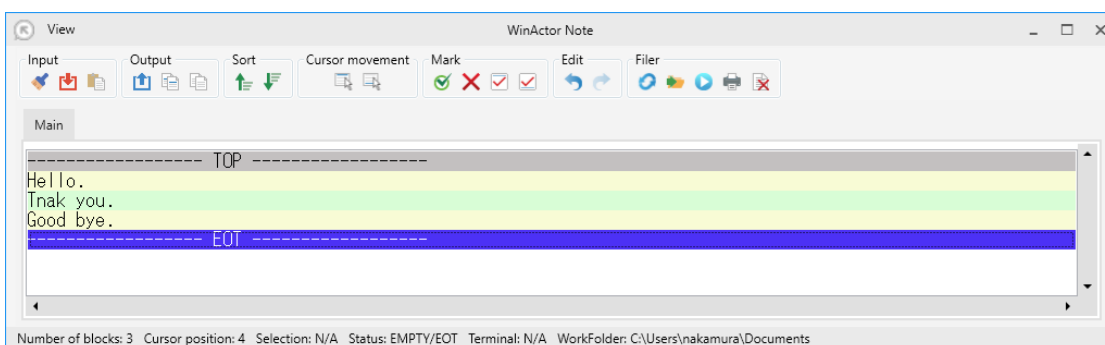 View WinActor Note
Input Output Sort Cursor movement Mark Edit Filer
Main
------------------ TOP ------------------
Hello.
Tnak you.
Good bye.
------------------ EOT ------------------
Number of blocks: 3 Cursor position: 4 Selection: N/A Status: EMPTY/EOT Terminal: N/A WorkFolder: C:\Users\nakamura\Documents